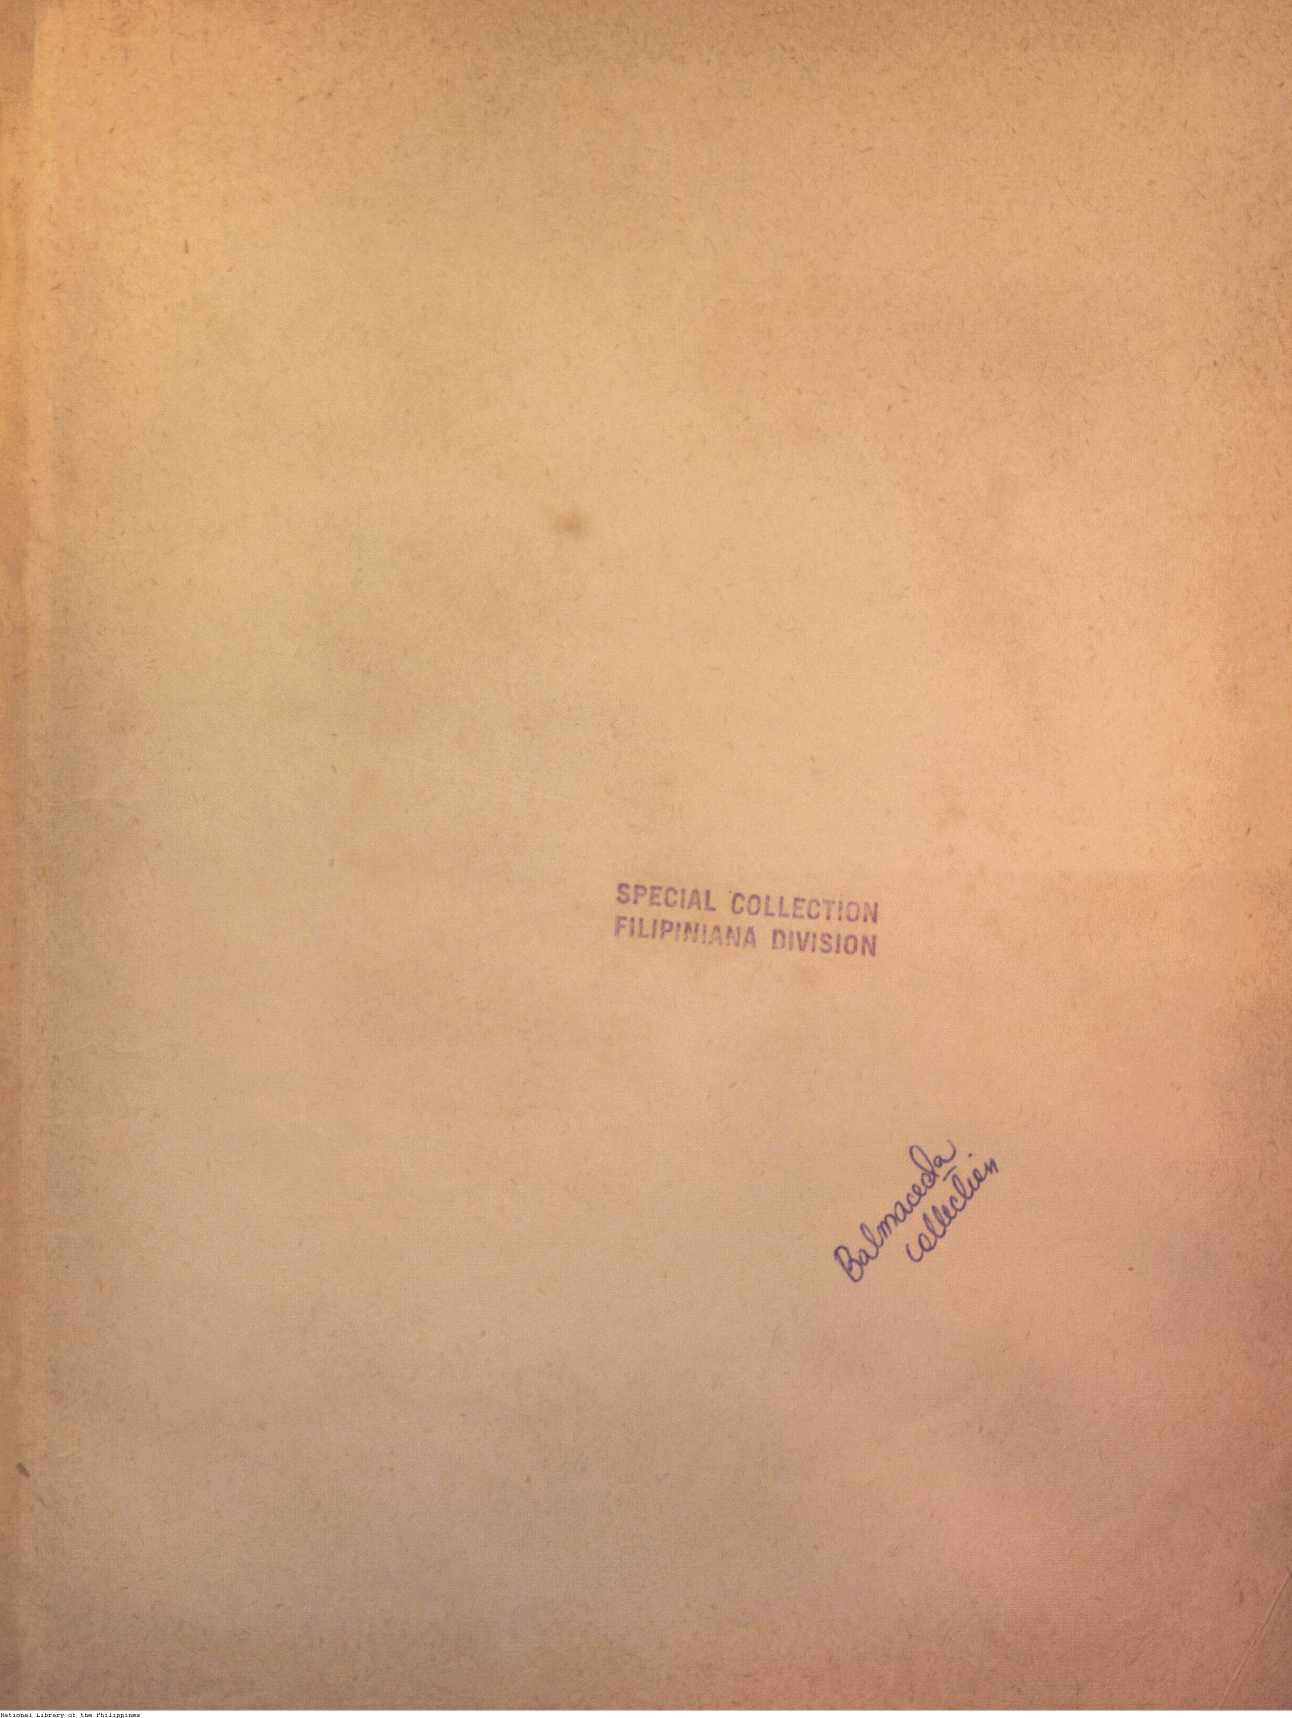 SPECIAL COLLECTION
FILIPINIANA DIVISION
Balmaceda
collection
National Library of the Philippines